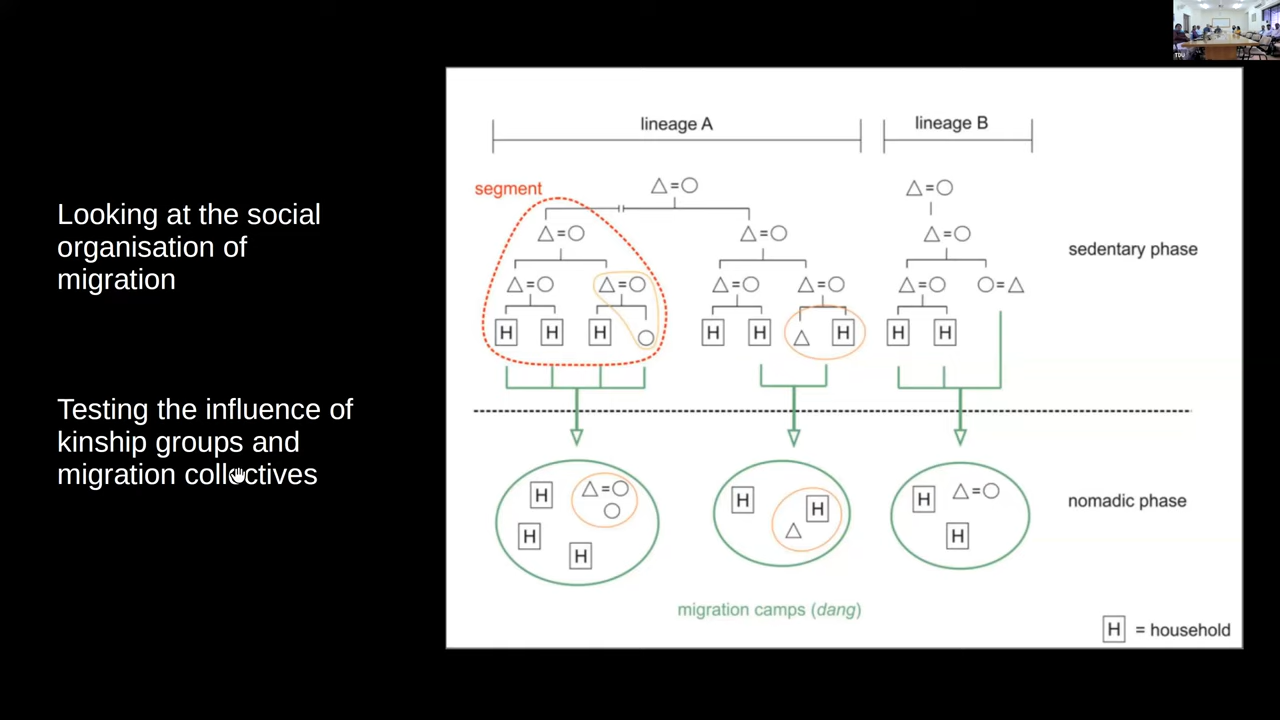 Looking at the social
organisation of
migration
Testing the influence of
kinship groups and
migration collectives
lineage A
lineage B
segment
sedentary phase
H H H H H H H H
nomadic phase
H
H
H
H
H
H
H
migration camps (dang)
H = household
TDU